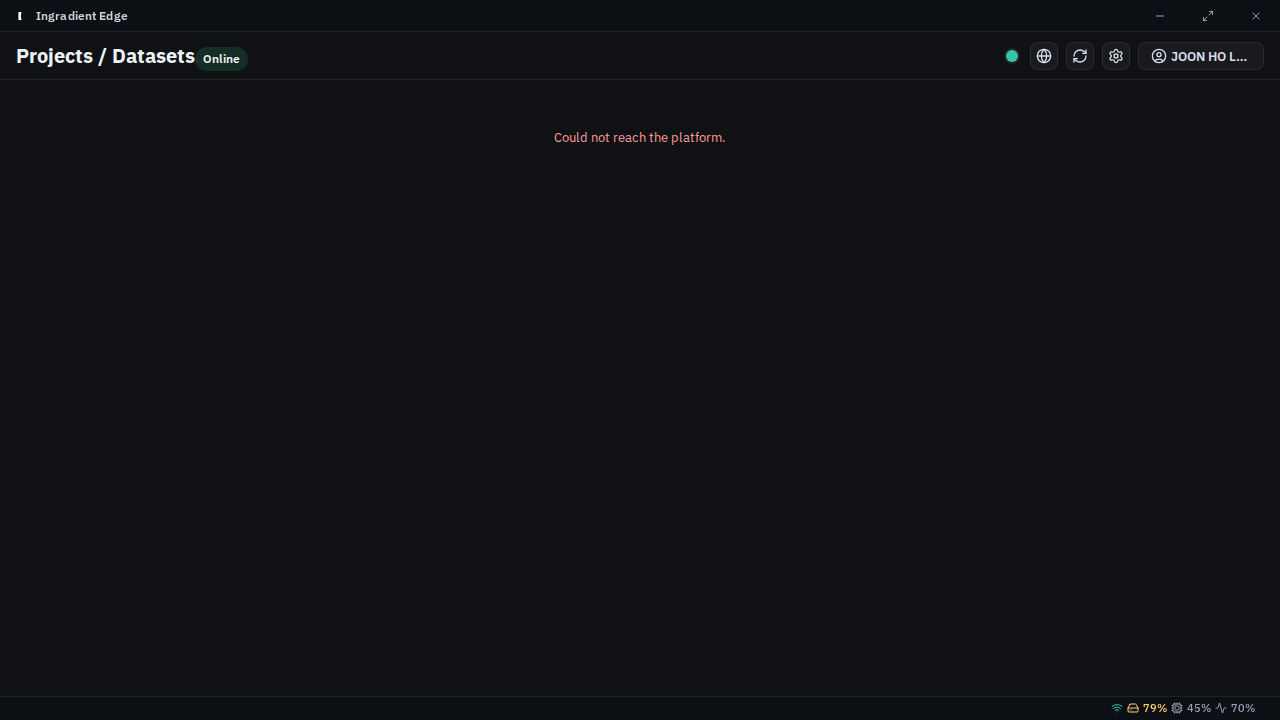 Ingradient Edge
Projects / Datasets Online
JOON HO L...
Could not reach the platform.
79% 45% 70%